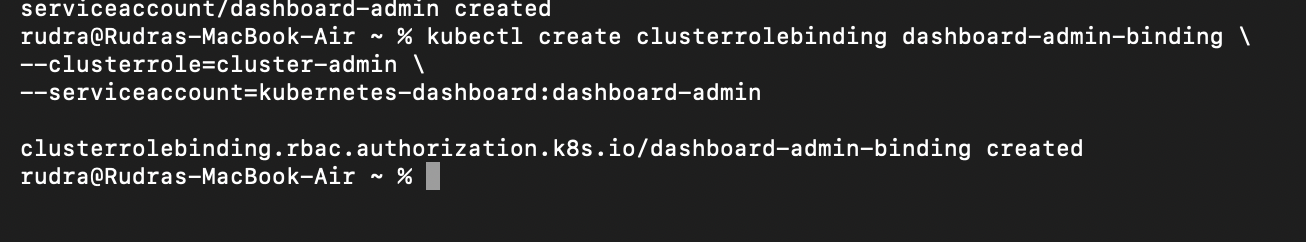 serviceaccount/dashboard-admin created
rudra@Rudras-MacBook-Air ~ % kubectl create clusterrolebinding dashboard-admin-binding \
--clusterrole=cluster-admin \
--serviceaccount=kubernetes-dashboard:dashboard-admin
clusterrolebinding.rbac.authorization.k8s.io/dashboard-admin-binding created
rudra@Rudras-MacBook-Air ~ %